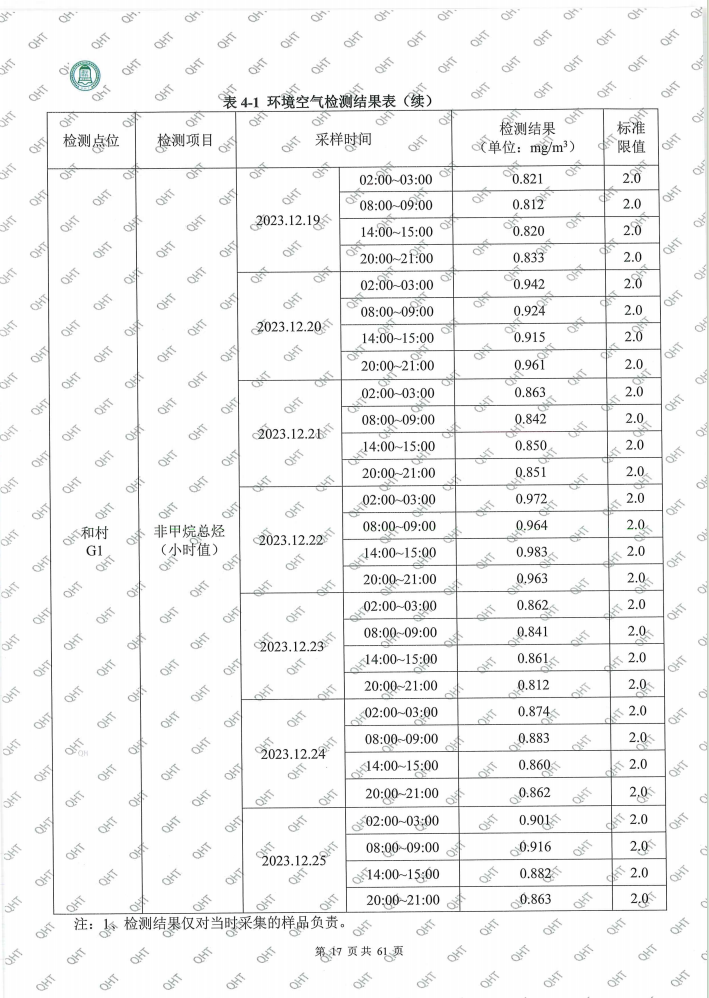 表 4-1 环境空气检测结果表（续）
检测点位 检测项目 采样时间 检测结果（单位：mg/m³） 标准限值
和村 G1 非甲烷总烃（小时值）
2023.12.19
02:00~03:00 0.821 2.0
08:00~09:00 0.812 2.0
14:00~15:00 0.820 2.0
20:00~21:00 0.833 2.0
2023.12.20
02:00~03:00 0.942 2.0
08:00~09:00 0.924 2.0
14:00~15:00 0.915 2.0
20:00~21:00 0.961 2.0
2023.12.21
02:00~03:00 0.863 2.0
08:00~09:00 0.842 2.0
14:00~15:00 0.850 2.0
20:00~21:00 0.851 2.0
2023.12.22
02:00~03:00 0.972 2.0
08:00~09:00 0.964 2.0
14:00~15:00 0.983 2.0
20:00~21:00 0.963 2.0
2023.12.23
02:00~03:00 0.862 2.0
08:00~09:00 0.841 2.0
14:00~15:00 0.861 2.0
20:00~21:00 0.812 2.0
2023.12.24
02:00~03:00 0.874 2.0
08:00~09:00 0.883 2.0
14:00~15:00 0.860 2.0
20:00~21:00 0.862 2.0
2023.12.25
02:00~03:00 0.901 2.0
08:00~09:00 0.916 2.0
14:00~15:00 0.882 2.0
20:00~21:00 0.863 2.0
注：1、检测结果仅对当时采集的样品负责。
第 17 页 共 61 页
QHT